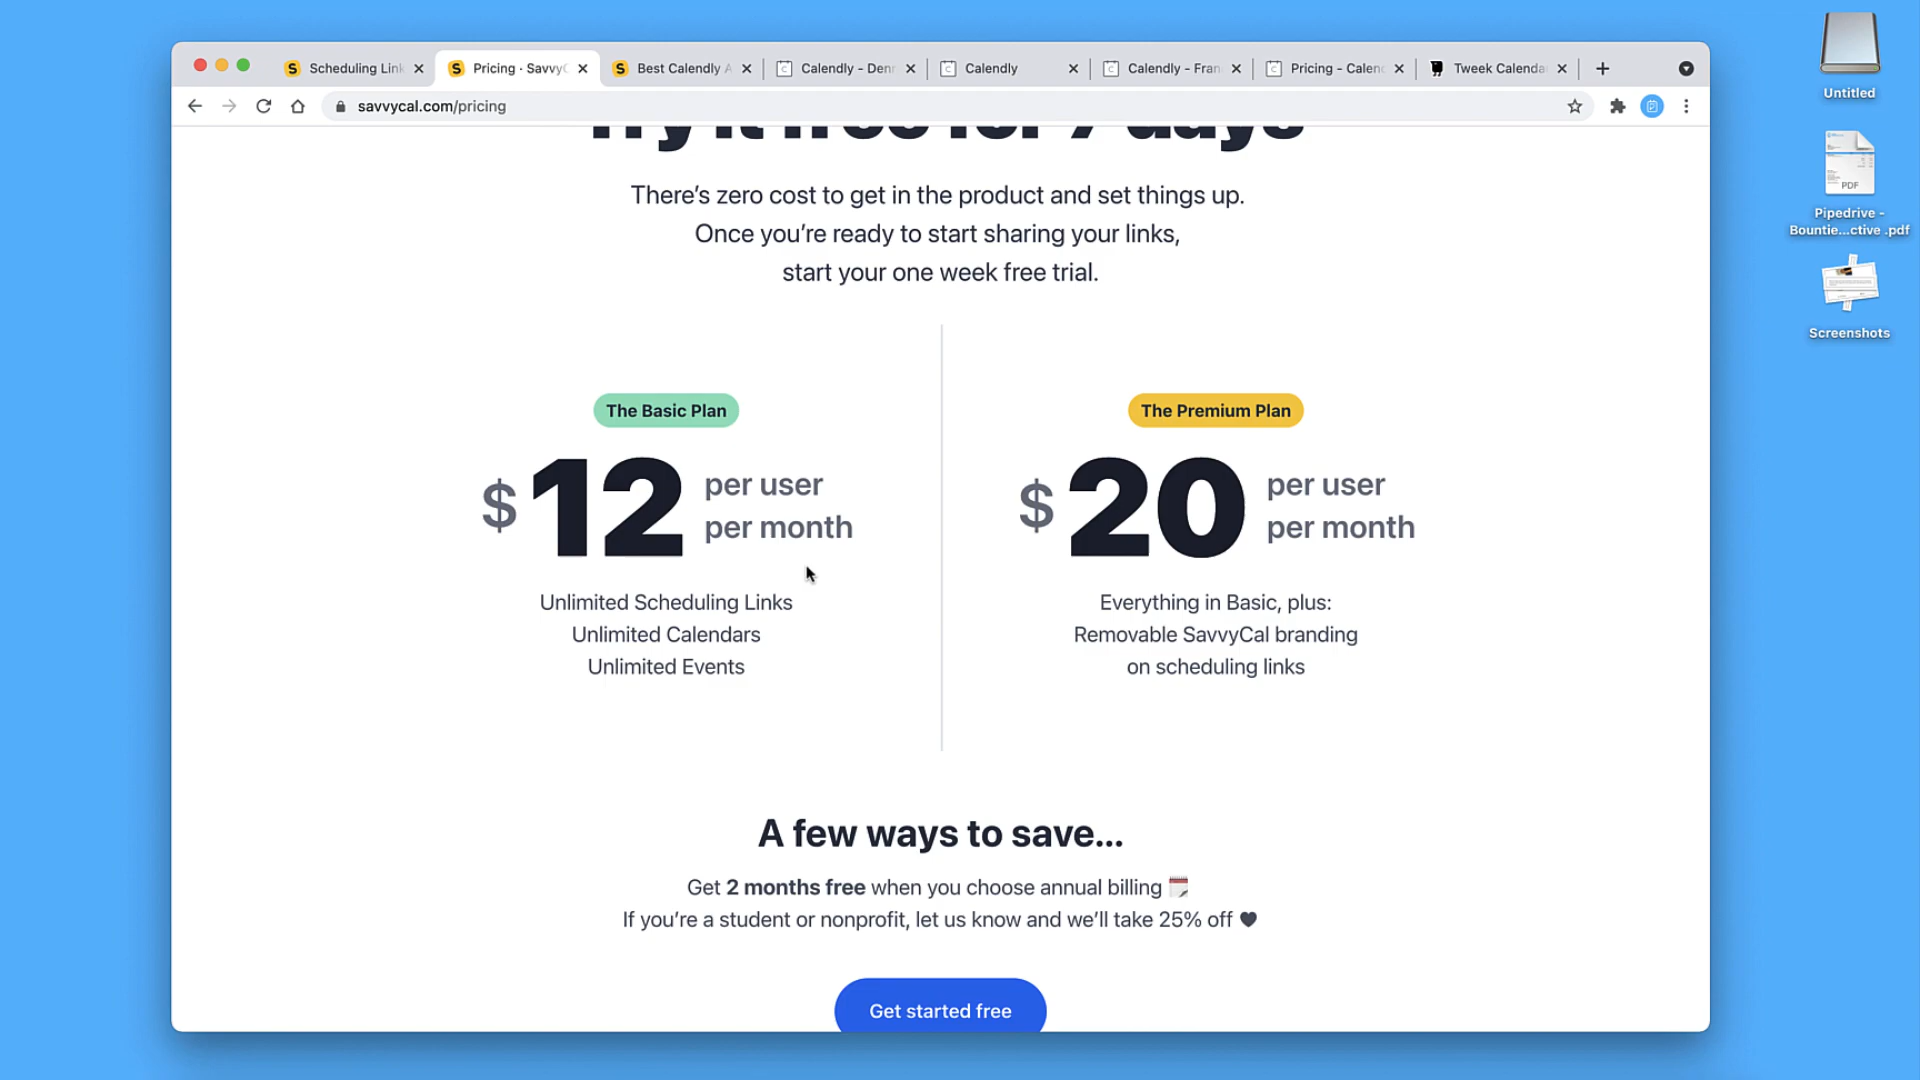 Scheduling Link
Pricing · Savvy
Best Calendly A
Calendly - Den
Calendly
Calendly - Fran
Pricing - Calen
Tweek Calenda
savvycal.com/pricing
Try it free for 7 days
There's zero cost to get in the product and set things up.
Once you're ready to start sharing your links,
start your one week free trial.
The Basic Plan
$12 per user
per month
Unlimited Scheduling Links
Unlimited Calendars
Unlimited Events
The Premium Plan
$20 per user
per month
Everything in Basic, plus:
Removable SavvyCal branding
on scheduling links
A few ways to save...
Get 2 months free when you choose annual billing
If you're a student or nonprofit, let us know and we'll take 25% off
Get started free
Untitled
PDF
Pipedrive -
Bountie...ctive .pdf
Screenshots